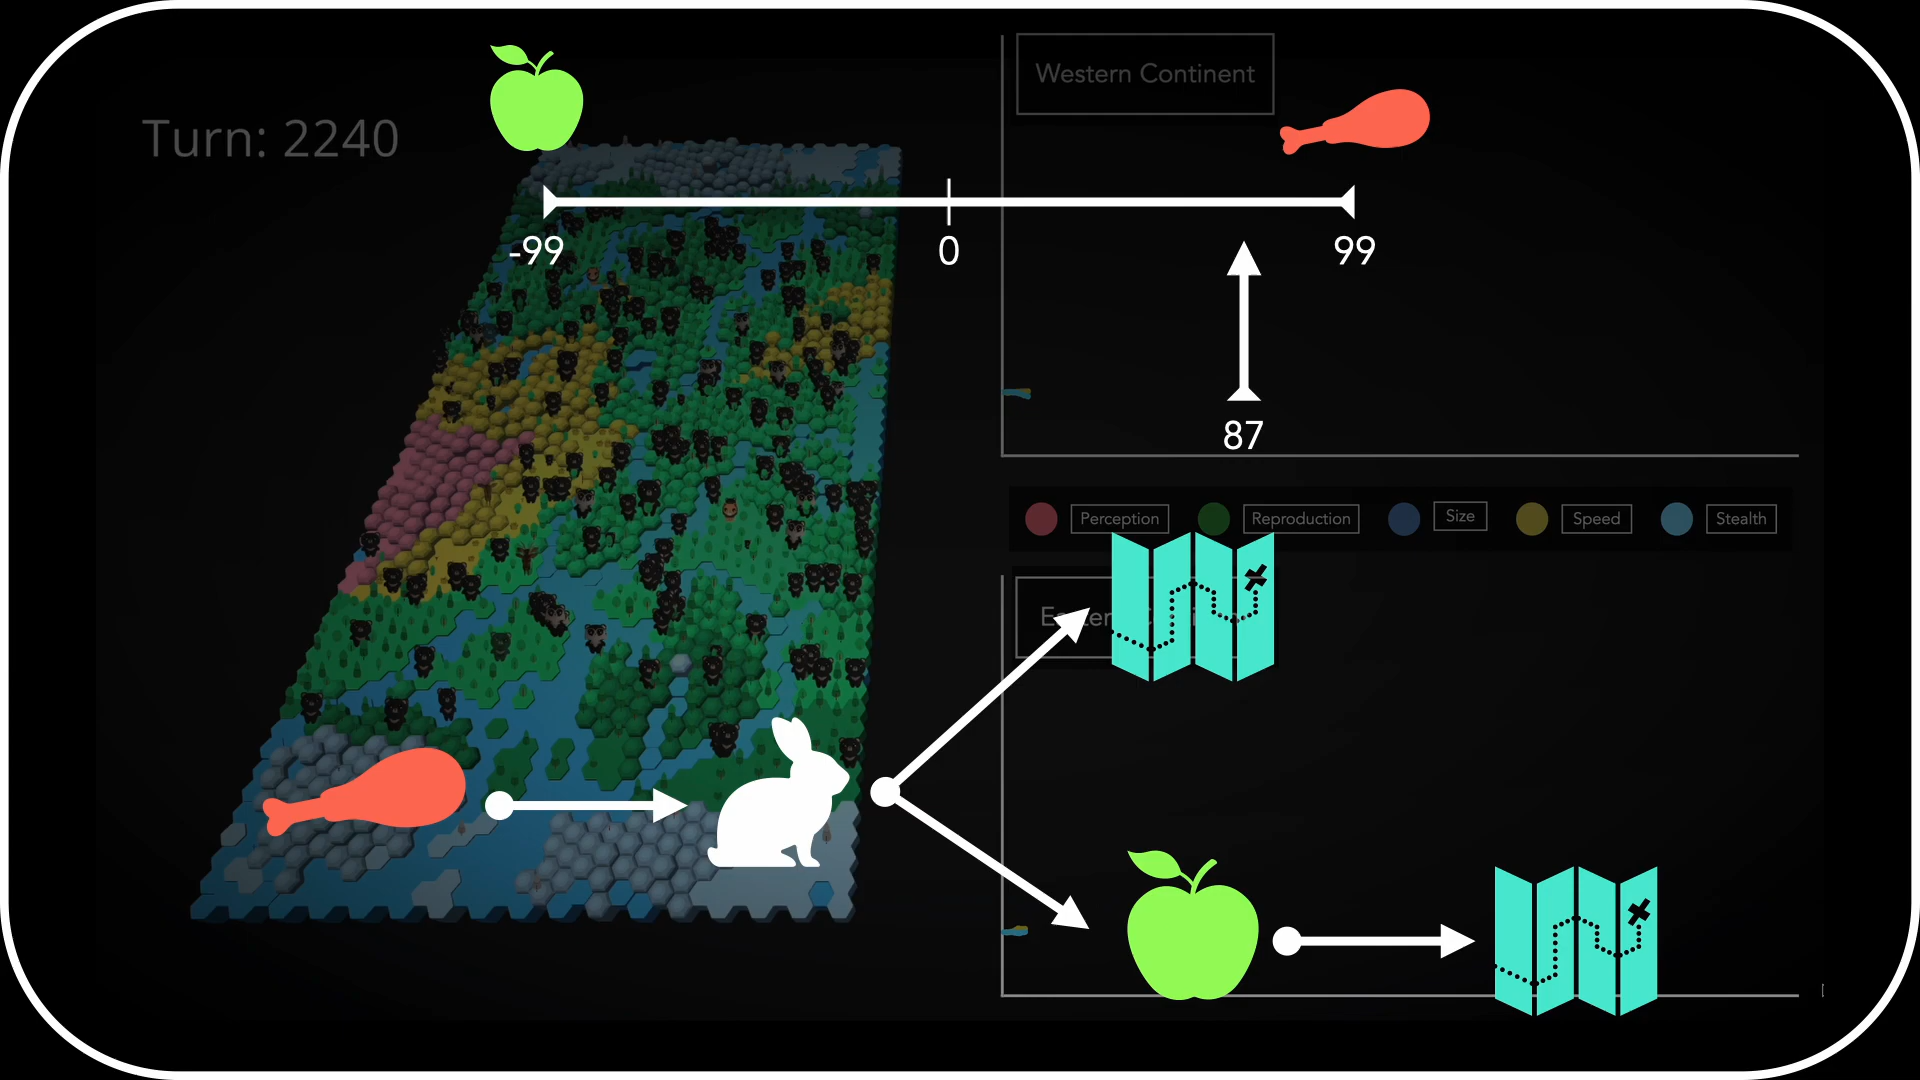 Western Continent
Turn: 2240
-99
0
99
87
Perception
Reproduction
Size
Speed
Stealth